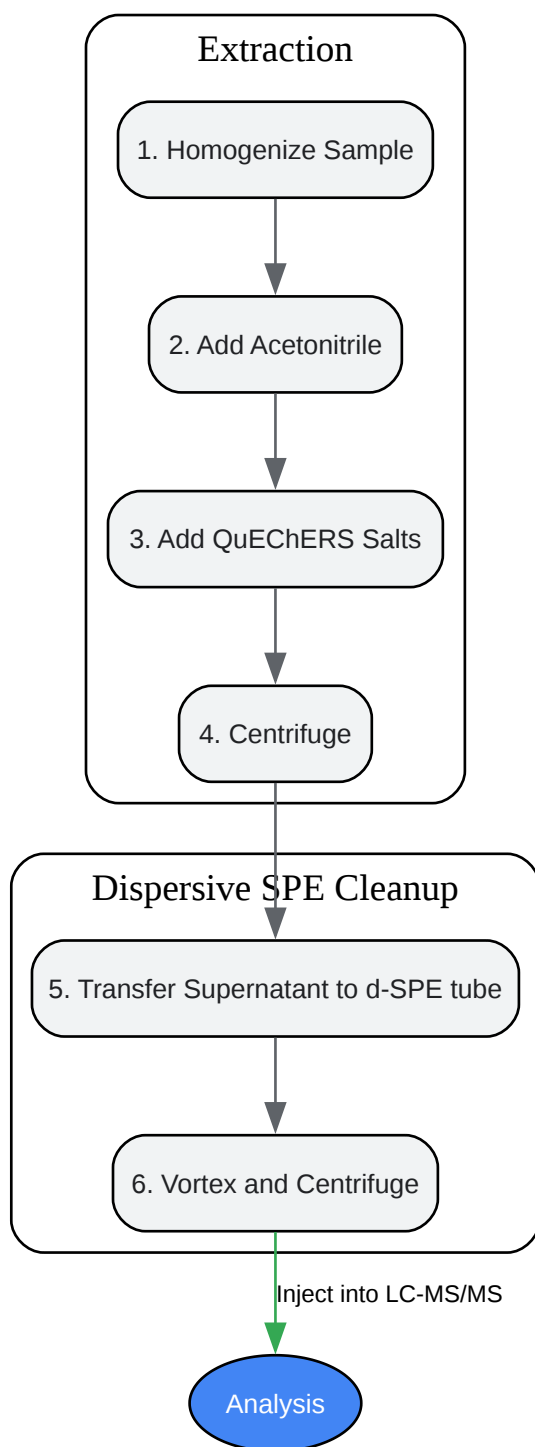 Extraction
1. Homogenize Sample
2. Add Acetonitrile
3. Add QuEChERS Salts
4. Centrifuge
Dispersive SPE Cleanup
5. Transfer Supernatant to d-SPE tube
6. Vortex and Centrifuge
Inject into LC-MS/MS
Analysis